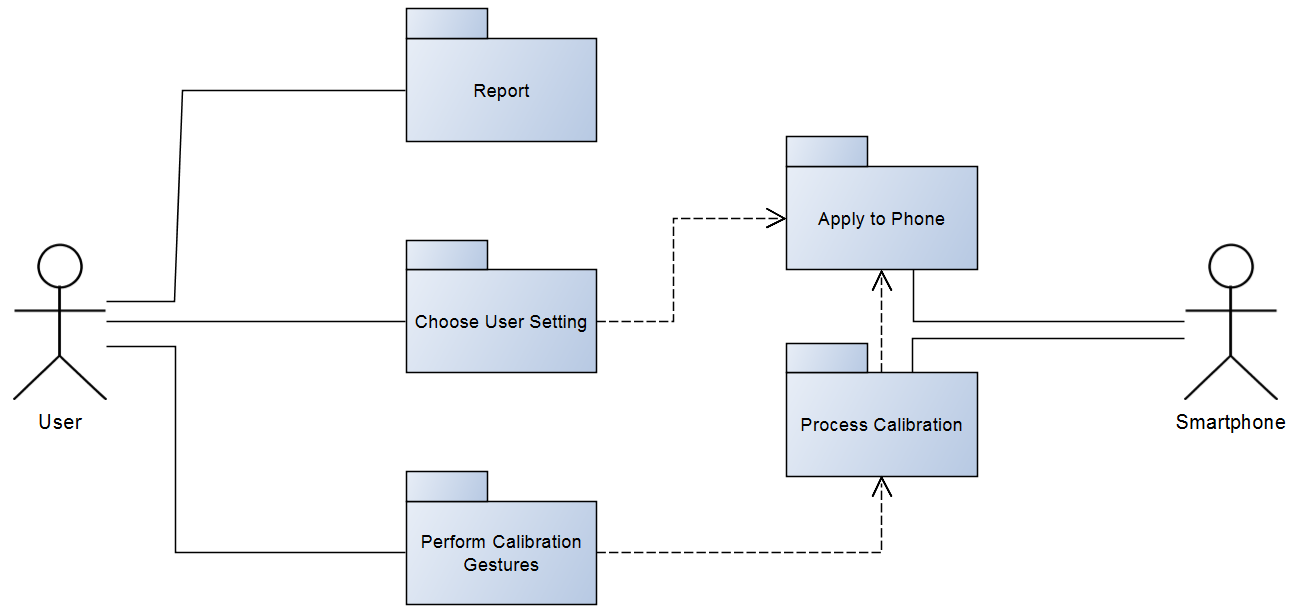 Report
Apply to Phone
Choose User Setting
User
Smartphone
Process Calibration
Perform Calibration
Gestures